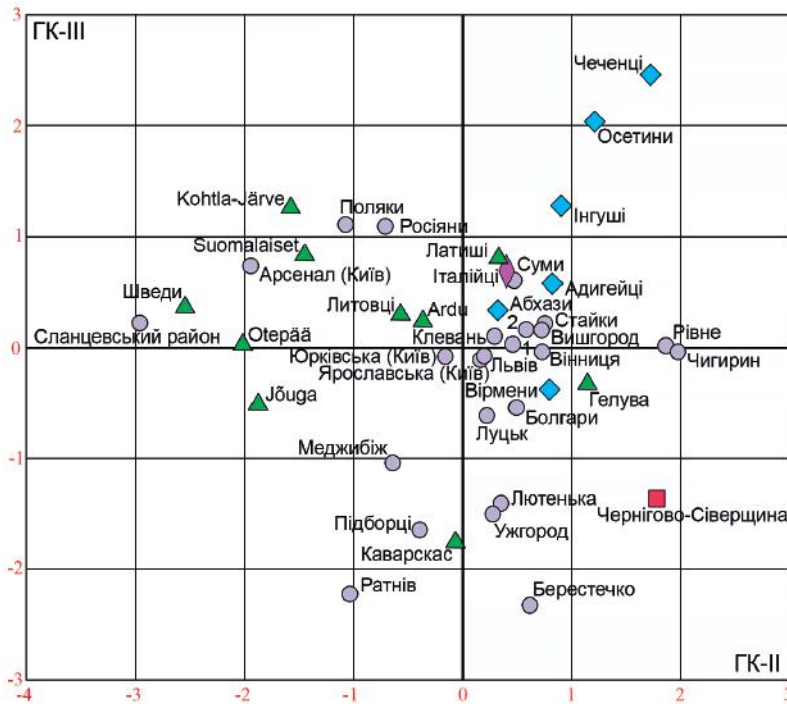 3
ГК-III
Чеченці
2
Осетини
Kohtla-Järve
Поляки
Інгуші
Росіяни
1
Suomalaiset
Латиші
Суми
Арсенал (Київ)
Італійці
Шведи
Адигейці
Литовці
Ardu
Абхази
Сланцевський район
Otepää
Клевань
2
Стайки
Вишгород
Рівне
0
Юрківська (Київ)
1
Ярославська (Київ)
Львів
Вінниця
Чигирин
Jõuga
Вірмени
Гелува
Болгари
Луцьк
Меджибіж
-1
Лютенька
Чернігово-Сіверщина
Підборці
Ужгород
Каварскас
-2
Ратнів
Берестечко
ГК-II
-3
-4 -3 -2 -1 0 1 2 3